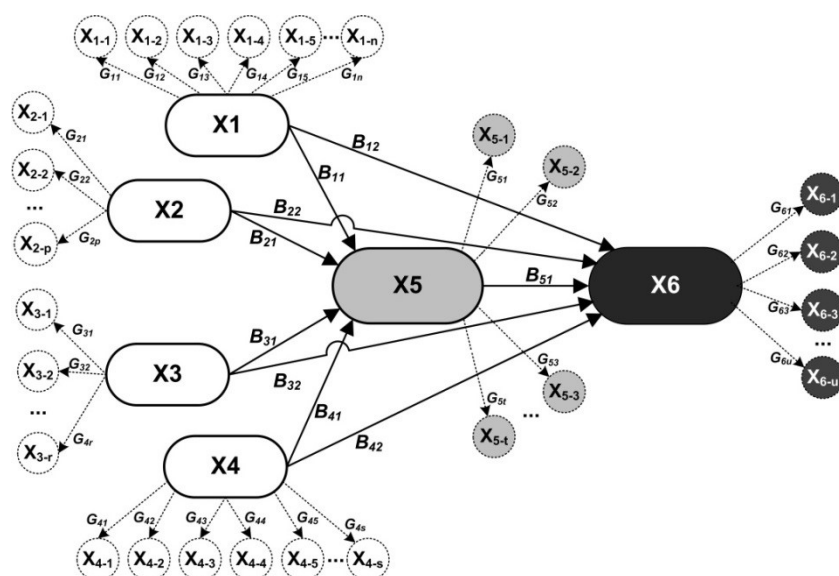 X1-1 X1-2 X1-3 X1-4 X1-5 ... X1-n
G11 G12 G13 G14 G15 G1n
X1
X2-1
G21
X2-2
G22
...
X2-p
G2p
X2
B12
B11
B22
B21
X5-1
X5-2
G51
G52
X5
B51
X6
X6-1
G61
X6-2
G62
X6-3
G63
...
X6-u
G6u
X3-1
G31
X3-2
G32
...
X3-r
G4r
X3
B31
B32
B41
B42
G53
X5-3
G5t
...
X5-t
X4
G41 G42 G43 G44 G45 G4s
X4-1 X4-2 X4-3 X4-4 X4-5 ... X4-s